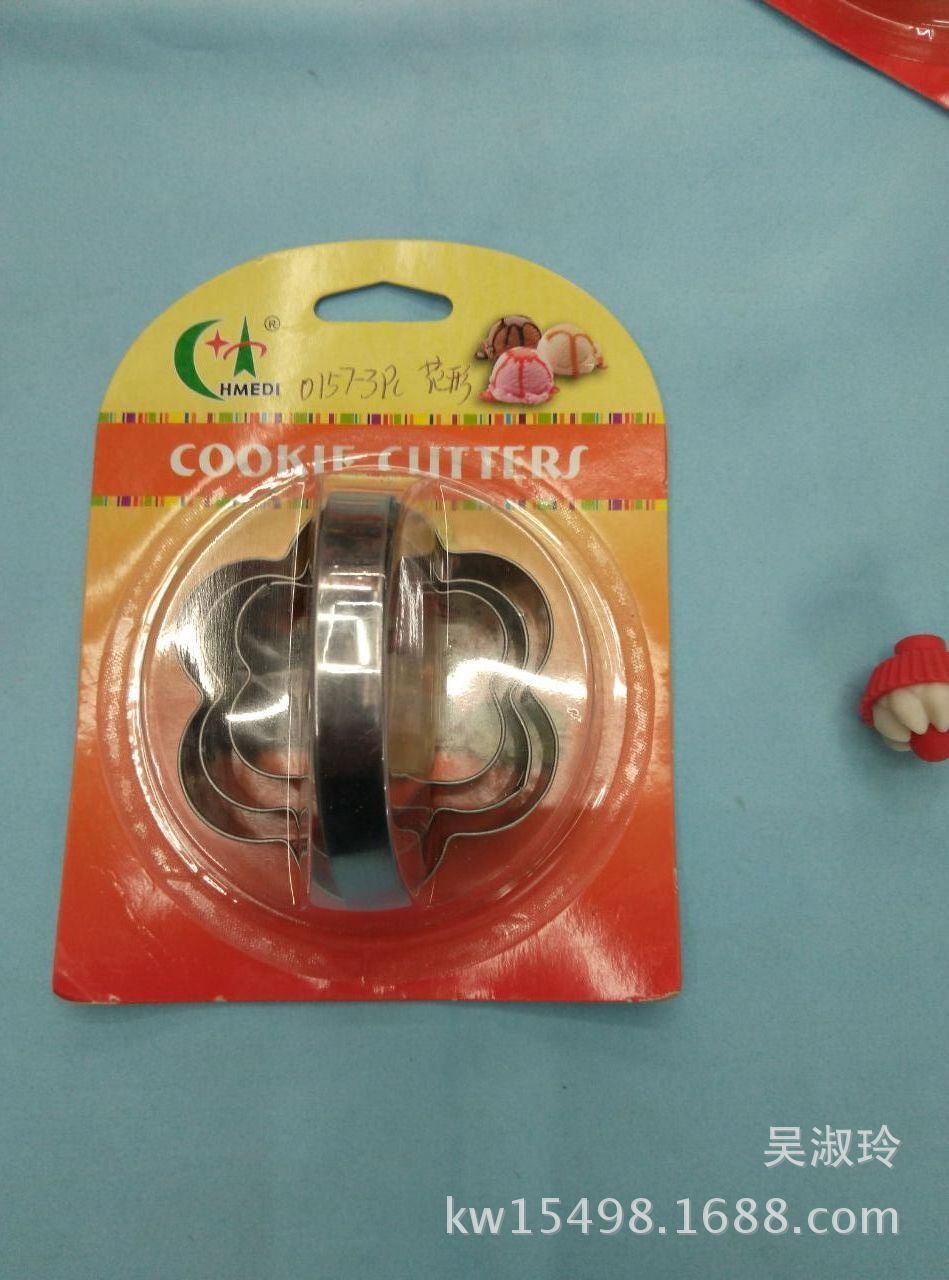 ®
HMEDI
0157-3Pc 花形
COOKIE CUTTERS
吴淑玲
kw15498.1688.com